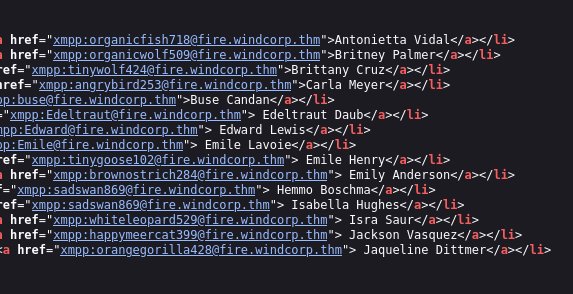 a href="xmpp:organicfish718@fire.windcorp.thm">Antonietta Vidal</a></li>
a href="xmpp:organicwolf509@fire.windcorp.thm">Britney Palmer</a></li>
ref="xmpp:tinywolf424@fire.windcorp.thm">Brittany Cruz</a></li>
href="xmpp:angrybird253@fire.windcorp.thm">Carla Meyer</a></li>
pp:buse@fire.windcorp.thm">Buse Candan</a></li>
="xmpp:Edeltraut@fire.windcorp.thm"> Edeltraut Daub</a></li>
mpp:Edward@fire.windcorp.thm"> Edward Lewis</a></li>
pp:Emile@fire.windcorp.thm"> Emile Lavoie</a></li>
ref="xmpp:tinygoose102@fire.windcorp.thm"> Emile Henry</a></li>
a href="xmpp:brownostrich284@fire.windcorp.thm"> Emily Anderson</a></li>
f="xmpp:sadswan869@fire.windcorp.thm"> Hemmo Boschma</a></li>
ref="xmpp:sadswan869@fire.windcorp.thm"> Isabella Hughes</a></li>
a href="xmpp:whiteleopard529@fire.windcorp.thm"> Isra Saur</a></li>
a href="xmpp:happymeercat399@fire.windcorp.thm"> Jackson Vasquez</a></li>
<a href="xmpp:orangegorilla428@fire.windcorp.thm"> Jaqueline Dittmer</a></li>